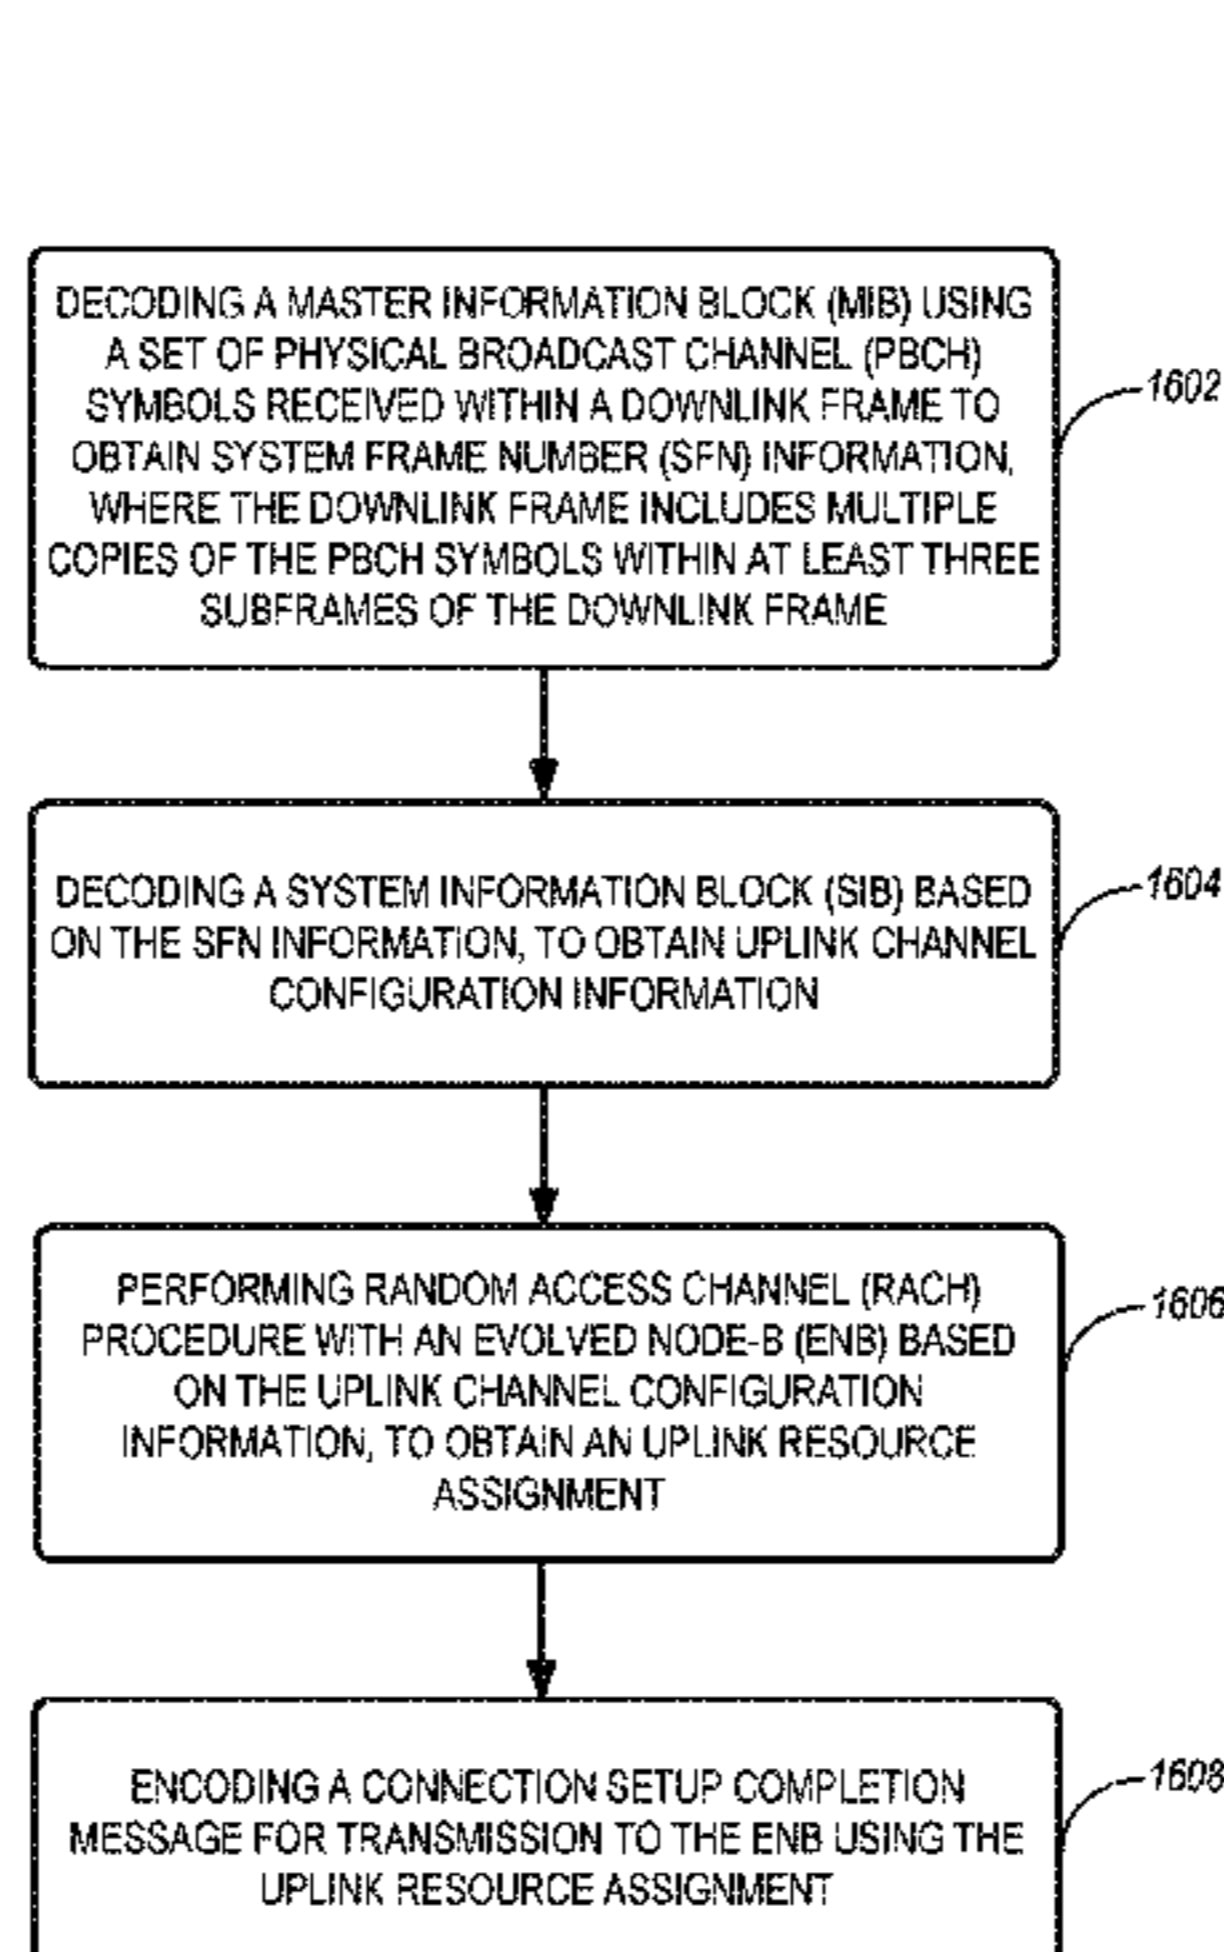 DECODING A MASTER INFORMATION BLOCK (MIB) USING
A SET OF PHYSICAL BROADCAST CHANNEL (PBCH)
SYMBOLS RECEIVED WITHIN A DOWNLINK FRAME TO
OBTAIN SYSTEM FRAME NUMBER (SFN) INFORMATION,
WHERE THE DOWNLINK FRAME INCLUDES MULTIPLE
COPIES OF THE PBCH SYMBOLS WITHIN AT LEAST THREE
SUBFRAMES OF THE DOWNLINK FRAME
1602
DECODING A SYSTEM INFORMATION BLOCK (SIB) BASED
ON THE SFN INFORMATION, TO OBTAIN UPLINK CHANNEL
CONFIGURATION INFORMATION
1604
PERFORMING RANDOM ACCESS CHANNEL (RACH)
PROCEDURE WITH AN EVOLVED NODE-B (ENB) BASED
ON THE UPLINK CHANNEL CONFIGURATION
INFORMATION, TO OBTAIN AN UPLINK RESOURCE
ASSIGNMENT
1606
ENCODING A CONNECTION SETUP COMPLETION
MESSAGE FOR TRANSMISSION TO THE ENB USING THE
UPLINK RESOURCE ASSIGNMENT
1608